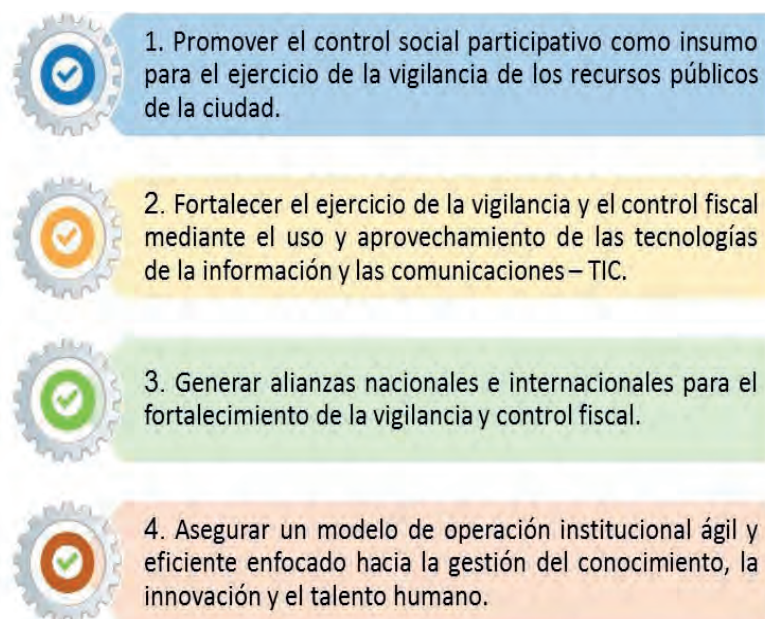 1. Promover el control social participativo como insumo
para el ejercicio de la vigilancia de los recursos públicos
de la ciudad.
2. Fortalecer el ejercicio de la vigilancia y el control fiscal
mediante el uso y aprovechamiento de las tecnologías
de la información y las comunicaciones – TIC.
3. Generar alianzas nacionales e internacionales para el
fortalecimiento de la vigilancia y control fiscal.
4. Asegurar un modelo de operación institucional ágil y
eficiente enfocado hacia la gestión del conocimiento, la
innovación y el talento humano.